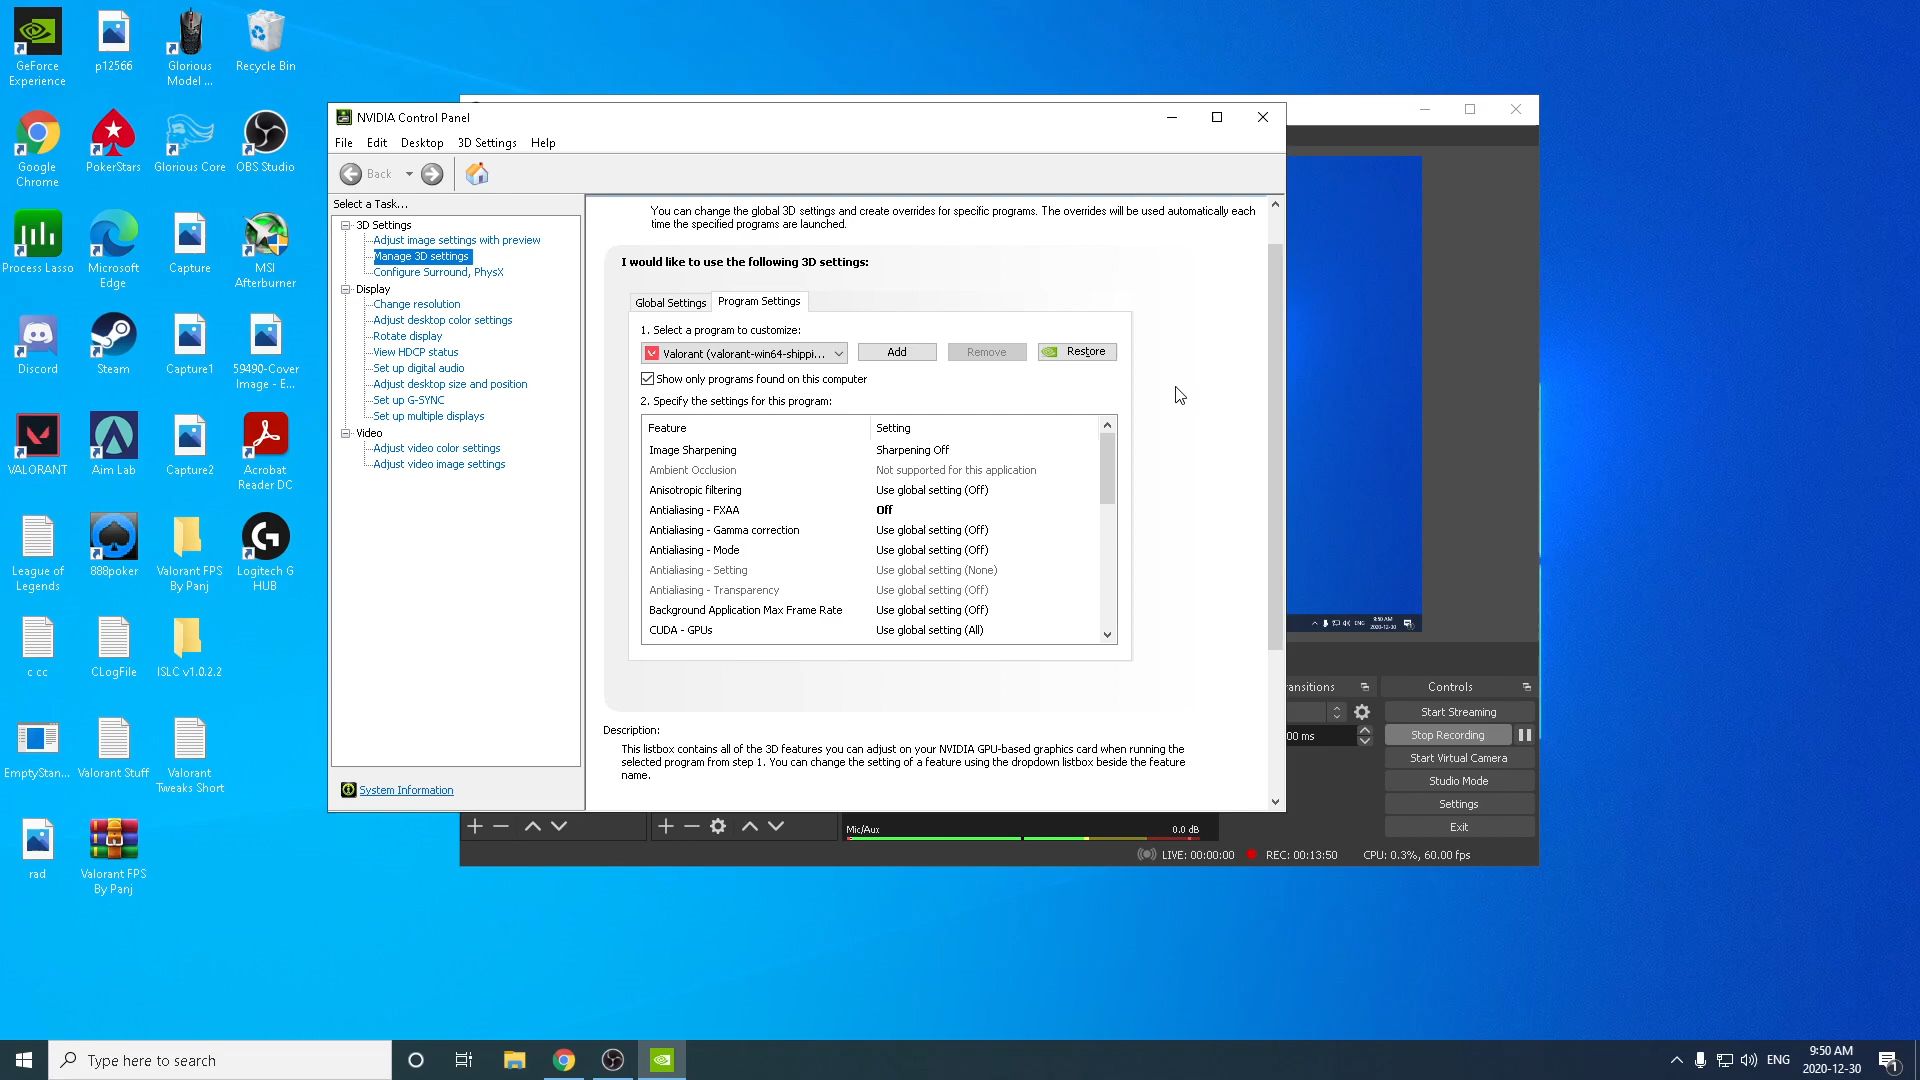 GeForce
Experience
p12566
Glorious
Model ...
Recycle Bin
Google
Chrome
PokerStars
Glorious Core
OBS Studio
Process Lasso
Microsoft
Edge
Capture
MSI
Afterburner
Discord
Steam
Capture1
59490-Cover
Image - E...
VALORANT
Aim Lab
Capture2
Acrobat
Reader DC
League of
Legends
888poker
Valorant FPS
By Panj
Logitech G
HUB
c cc
CLogFile
ISLC v1.0.2.2
EmptyStan...
Valorant Stuff
Valorant
Tweaks Short
rad
Valorant FPS
By Panj
NVIDIA Control Panel
File Edit Desktop 3D Settings Help
Back
Select a Task...
3D Settings
Adjust image settings with preview
Manage 3D settings
Configure Surround, PhysX
Display
Change resolution
Adjust desktop color settings
Rotate display
View HDCP status
Set up digital audio
Adjust desktop size and position
Set up G-SYNC
Set up multiple displays
Video
Adjust video color settings
Adjust video image settings
System Information
You can change the global 3D settings and create overrides for specific programs. The overrides will be used automatically each
time the specified programs are launched.
I would like to use the following 3D settings:
Global Settings Program Settings
1. Select a program to customize:
Valorant (valorant-win64-shippi... Add Remove Restore
Show only programs found on this computer
2. Specify the settings for this program:
Feature Setting
Image Sharpening Sharpening Off
Ambient Occlusion Not supported for this application
Anisotropic filtering Use global setting (Off)
Antialiasing - FXAA Off
Antialiasing - Gamma correction Use global setting (Off)
Antialiasing - Mode Use global setting (Off)
Antialiasing - Setting Use global setting (None)
Antialiasing - Transparency Use global setting (Off)
Background Application Max Frame Rate Use global setting (Off)
CUDA - GPUs Use global setting (All)
Description:
This listbox contains all of the 3D features you can adjust on your NVIDIA GPU-based graphics card when running the
selected program from step 1. You can change the setting of a feature using the dropdown listbox beside the feature
name.
ENG 9:50 AM
2020-12-30
ansitions Controls
Start Streaming
00 ms Stop Recording
Start Virtual Camera
Studio Mode
Settings
Exit
Mic/Aux 0.0 dB
LIVE: 00:00:00 REC: 00:13:50 CPU: 0.3%, 60.00 fps
Type here to search
ENG 9:50 AM
2020-12-30
1